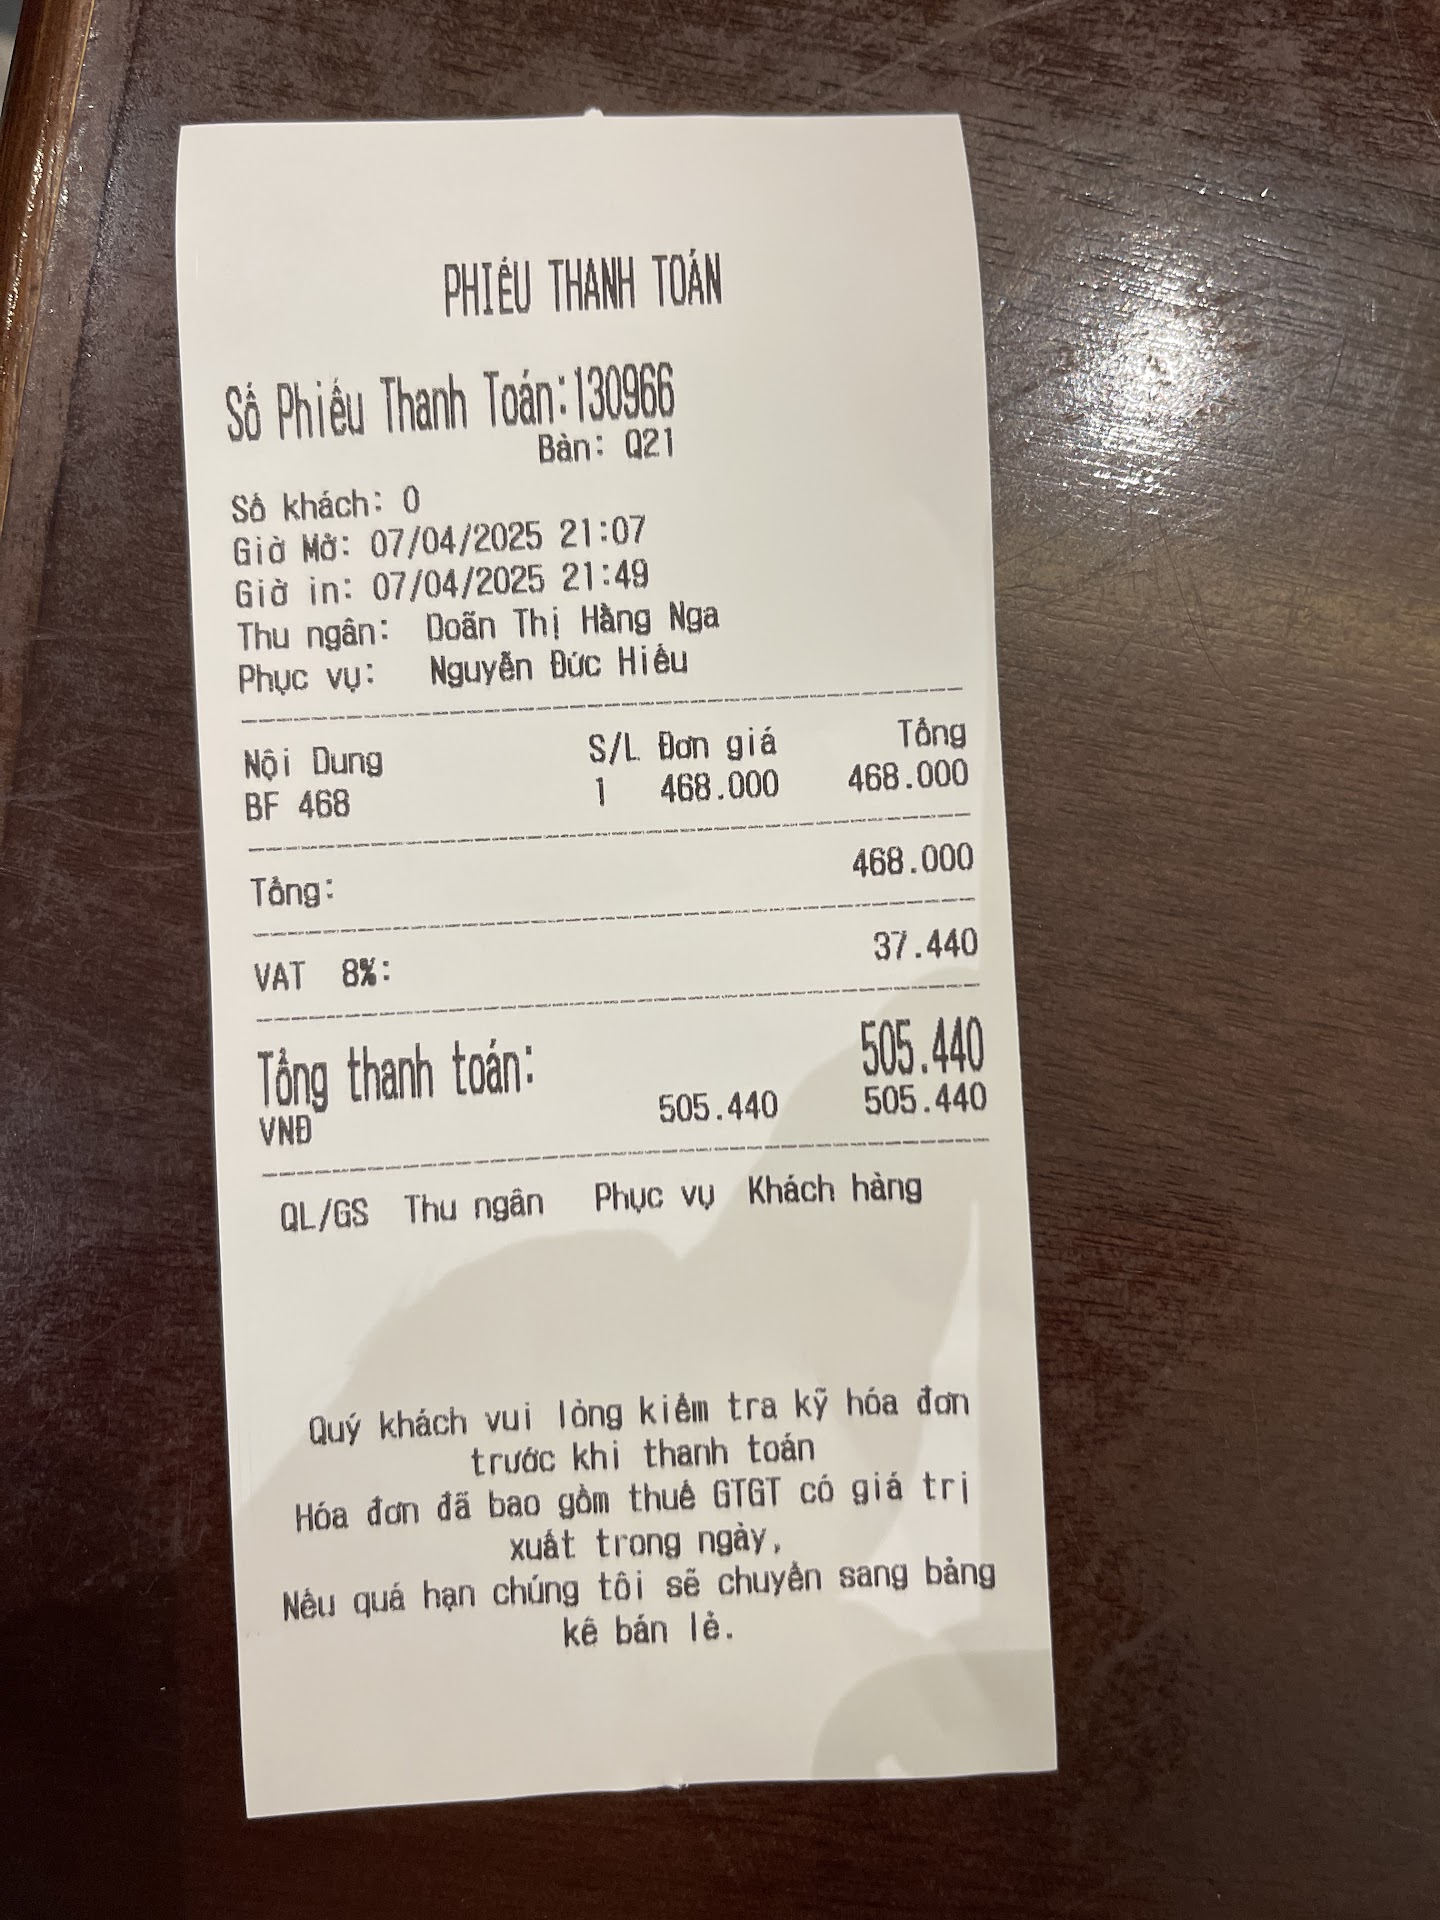 PHIẾU THANH TOÁN
Số Phiếu Thanh Toán:130966
Bàn: Q21
Số khách: 0
Giờ Mở: 07/04/2025 21:07
Giờ in: 07/04/2025 21:49
Thu ngân: Doãn Thị Hằng Nga
Phục vụ: Nguyễn Đức Hiếu
Nội Dung S/L Đơn giá Tổng
BF 468 1 468.000 468.000
Tổng: 468.000
VAT 8%: 37.440
Tổng thanh toán: 505.440
VNĐ 505.440 505.440
QL/GS Thu ngân Phục vụ Khách hàng
Quý khách vui lòng kiểm tra kỹ hóa đơn
trước khi thanh toán
Hóa đơn đã bao gồm thuế GTGT có giá trị
xuất trong ngày,
Nếu quá hạn chúng tôi sẽ chuyển sang bảng
kê bán lẻ.